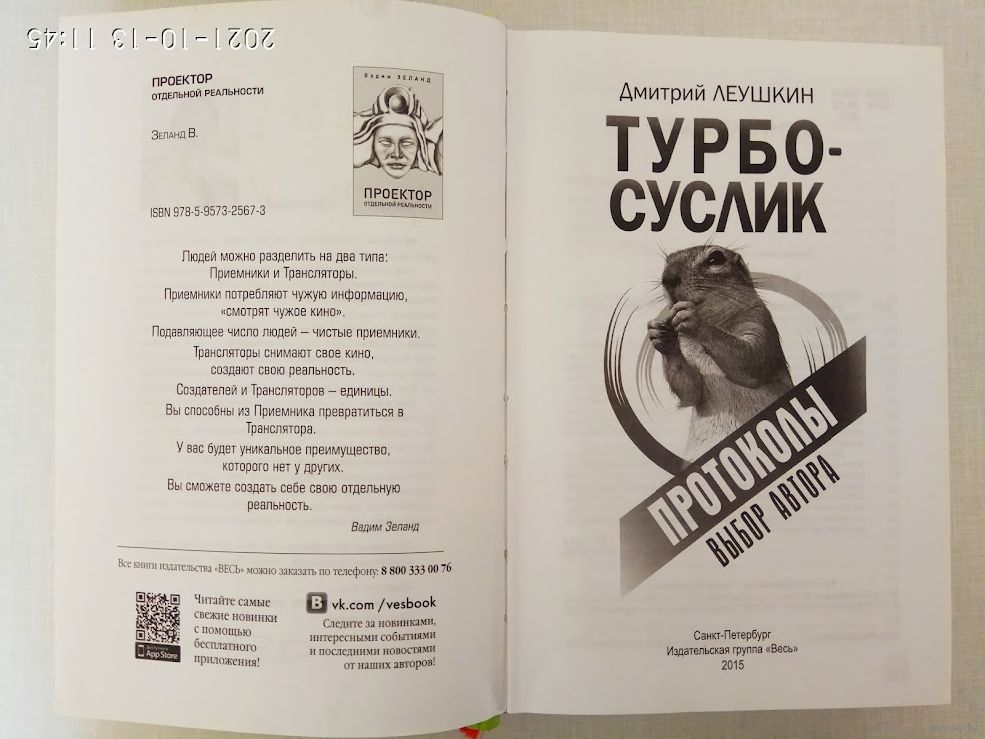 2021-10-13 11:45
ПРОЕКТОР
ОТДЕЛЬНОЙ РЕАЛЬНОСТИ
ЗЕЛАНД В.
ISBN 978-5-9573-2567-3
Вадим ЗЕЛАНД
ПРОЕКТОР
ОТДЕЛЬНОЙ РЕАЛЬНОСТИ
Людей можно разделить на два типа:
Приемники и Трансляторы.
Приемники потребляют чужую информацию,
«смотрят чужое кино».
Подавляющее число людей – чистые приемники.
Трансляторы снимают свое кино,
создают свою реальность.
Создателей и Трансляторов – единицы.
Вы способны из Приемника превратиться в
Транслятора.
У вас будет уникальное преимущество,
которого нет у других.
Вы сможете создать себе свою отдельную
реальность.
Вадим Зеланд
Все книги издательства «ВЕСЬ» можно заказать по телефону: 8 800 333 00 76
Читайте самые
свежие новинки
с помощью
бесплатного
приложения!
Доступно в
App Store
B vk.com /vesbook
Следите за новинками,
интересными событиями
и последними новостями
от наших авторов!
Дмитрий ЛЕУШКИН
ТУРБО-
СУСЛИК
ПРОТОКОЛЫ
ВЫБОР АВТОРА
Санкт-Петербург
Издательская группа «Весь»
2015